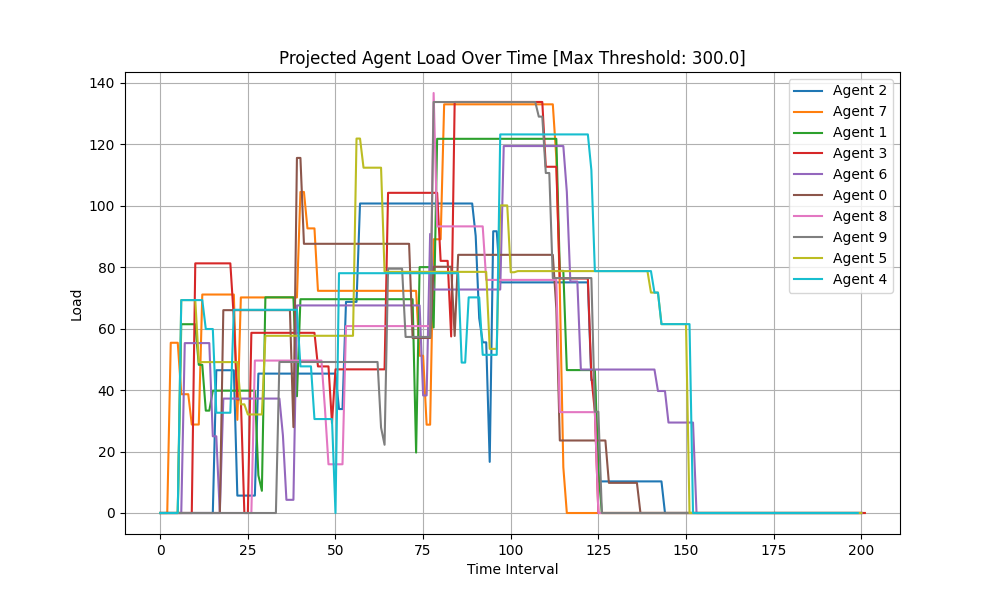 Projected Agent Load Over Time [Max Threshold: 300.0]
140
120
100
80
60
40
20
0
Load
0 25 50 75 100 125 150 175 200
Time Interval
Agent 2
Agent 7
Agent 1
Agent 3
Agent 6
Agent 0
Agent 8
Agent 9
Agent 5
Agent 4